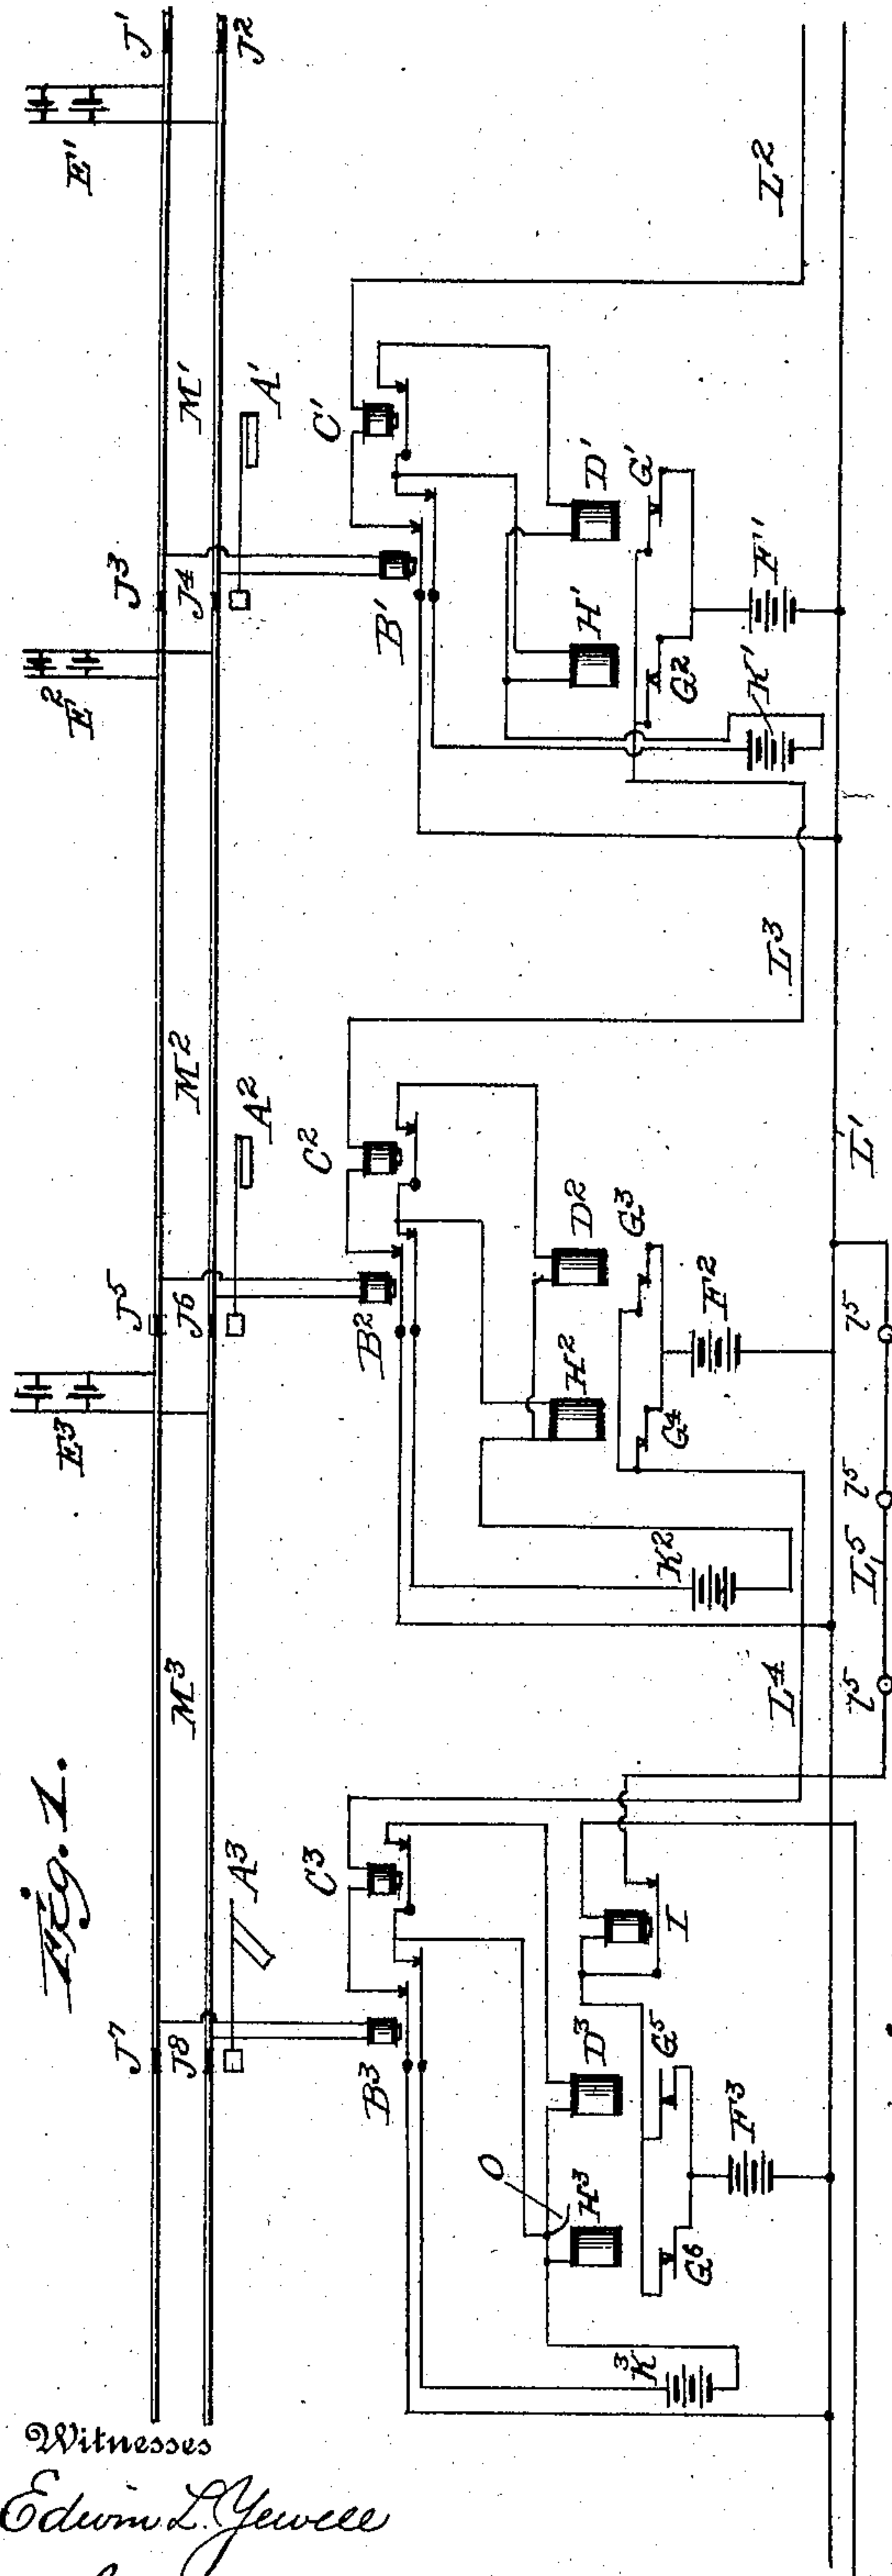 Fig. 1.
J' J²
E'
M' A'
J³ J⁴
E²
M² A²
J⁵ J⁶
E³
M³ A³
J⁷ J⁸
C' B' D' H' G' G² F' K' L²
C² B² D² H² G³ G⁴ F² K² L³ L'
C³ B³ D³ H³ O I G⁵ G⁶ F³ K³ L⁴
l⁵ l⁵ L⁵ l⁵
Witnesses
Edwin L. Yewell